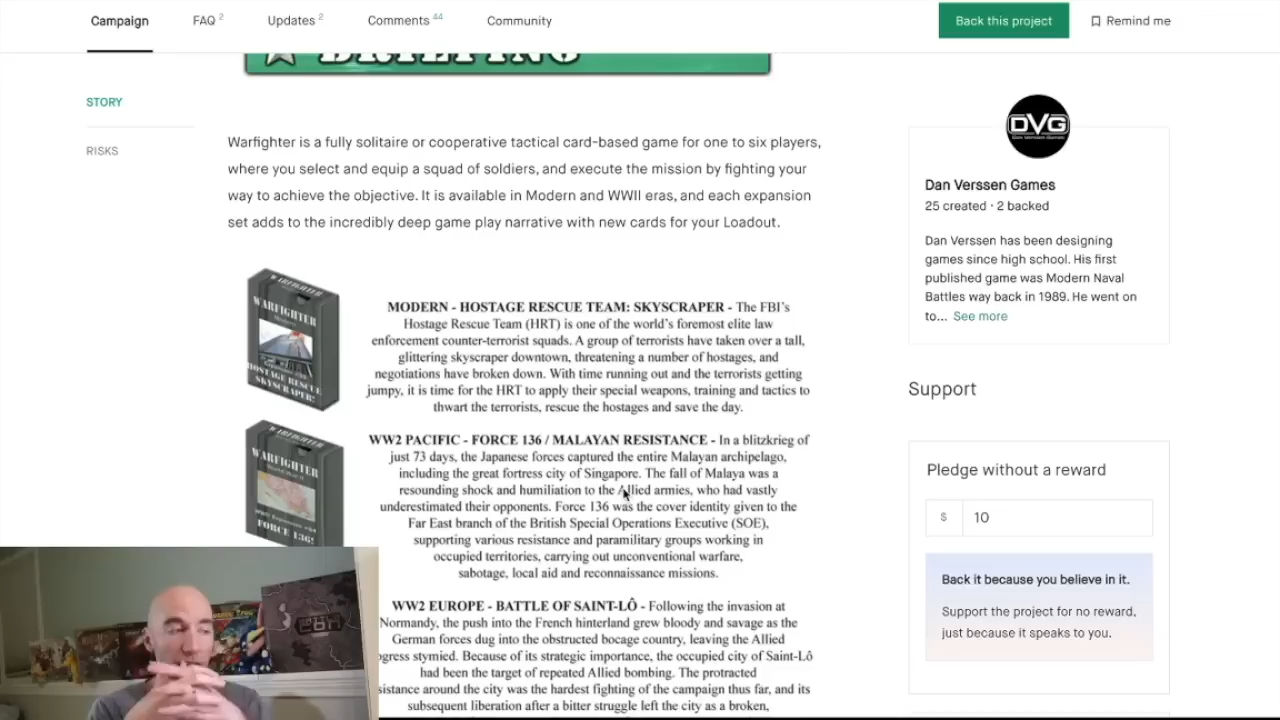 Campaign
FAQ 2
Updates 2
Comments 44
Community
Back this project
Remind me
BRIEFING
STORY
RISKS
Warfighter is a fully solitaire or cooperative tactical card-based game for one to six players,
where you select and equip a squad of soldiers, and execute the mission by fighting your
way to achieve the objective. It is available in Modern and WWII eras, and each expansion
set adds to the incredibly deep game play narrative with new cards for your Loadout.
WARFIGHTER
WARFIGHTER
HOSTAGE RESCUE
SKYSCRAPER!
MODERN - HOSTAGE RESCUE TEAM: SKYSCRAPER - The FBI's
Hostage Rescue Team (HRT) is one of the world's foremost elite law
enforcement counter-terrorist squads. A group of terrorists have taken over a tall,
glittering skyscraper downtown, threatening a number of hostages, and
negotiations have broken down. With time running out and the terrorists getting
jumpy, it is time for the HRT to apply their special weapons, training and tactics to
thwart the terrorists, rescue the hostages and save the day.
WARFIGHTER
WARFIGHTER
FORCE 136!
WW2 PACIFIC - FORCE 136 / MALAYAN RESISTANCE - In a blitzkrieg of
just 73 days, the Japanese forces captured the entire Malayan archipelago,
including the great fortress city of Singapore. The fall of Malaya was a
resounding shock and humiliation to the Allied armies, who had vastly
underestimated their opponents. Force 136 was the cover identity given to the
Far East branch of the British Special Operations Executive (SOE),
supporting various resistance and paramilitary groups working in
occupied territories, carrying out unconventional warfare,
sabotage, local aid and reconnaissance missions.
WW2 EUROPE - BATTLE OF SAINT-LÔ - Following the invasion at
Normandy, the push into the French hinterland grew bloody and savage as the
German forces dug into the obstructed bocage country, leaving the Allied
ogress stymied. Because of its strategic importance, the occupied city of Saint-Lô
had been the target of repeated Allied bombing. The protracted
sistance around the city was the hardest fighting of the campaign thus far, and its
subsequent liberation after a bitter struggle left the city as a broken,
DVG
Dan Verssen Games
25 created · 2 backed
Dan Verssen has been designing
games since high school. His first
published game was Modern Naval
Battles way back in 1989. He went on
to... See more
Support
Pledge without a reward
$ 10
Back it because you believe in it.
Support the project for no reward,
just because it speaks to you.